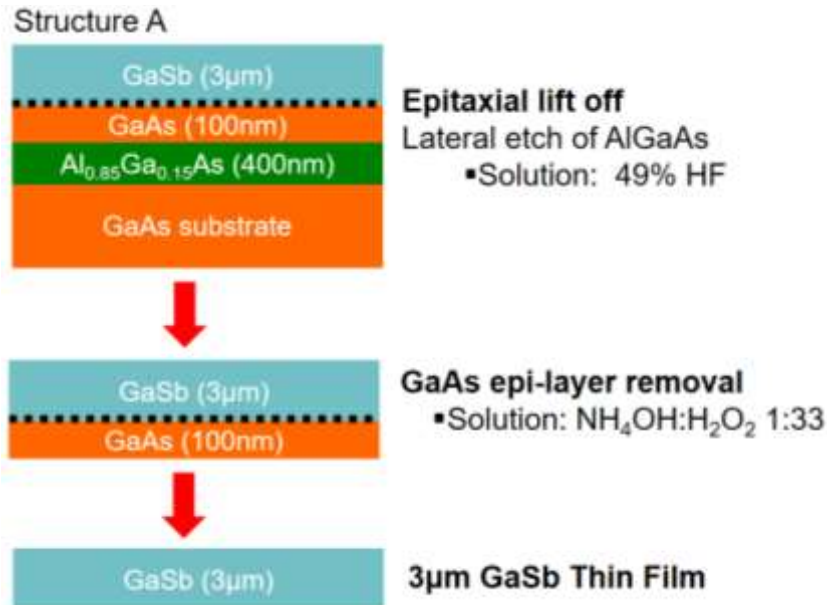 Structure A
GaSb (3μm)
GaAs (100nm)
Al₀.₈₅Ga₀.₁₅As (400nm)
GaAs substrate
Epitaxial lift off
Lateral etch of AlGaAs
▪Solution: 49% HF
GaSb (3μm)
GaAs (100nm)
GaAs epi-layer removal
▪Solution: NH₄OH:H₂O₂ 1:33
GaSb (3μm)
3μm GaSb Thin Film